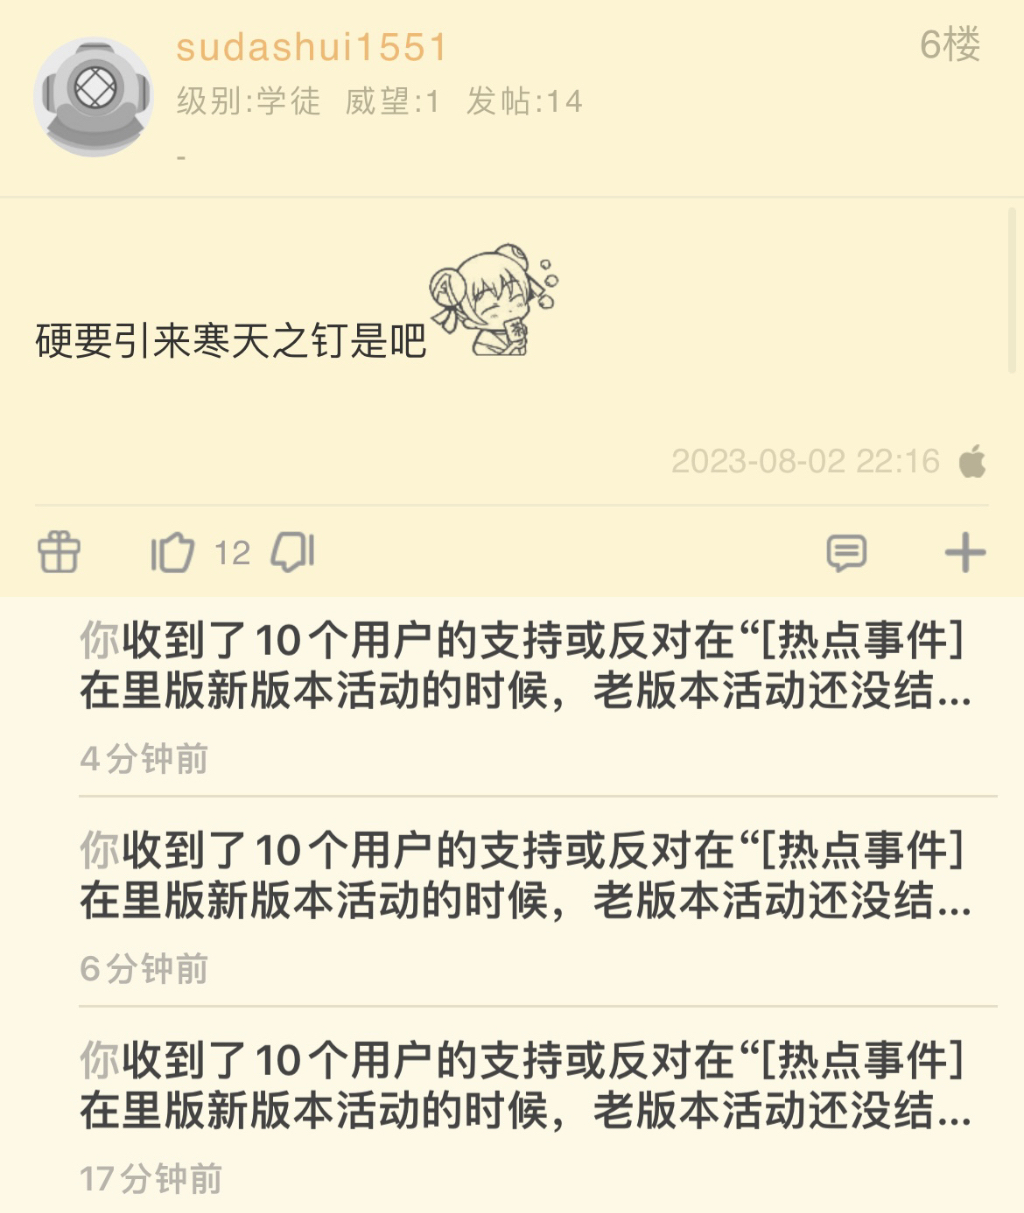 sudashui1551
6楼
级别:学徒 威望:1 发帖:14
-
硬要引来寒天之钉是吧
2023-08-02 22:16
12
你收到了10个用户的支持或反对在“[热点事件]
在里版新版本活动的时候，老版本活动还没结...
4分钟前
你收到了10个用户的支持或反对在“[热点事件]
在里版新版本活动的时候，老版本活动还没结...
6分钟前
你收到了10个用户的支持或反对在“[热点事件]
在里版新版本活动的时候，老版本活动还没结...
17分钟前